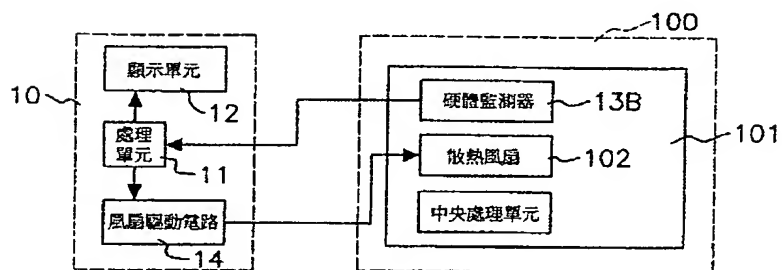 100
10
顯示單元
12
處理
單元
11
風扇驅動電路
14
硬體監測器
13B
散熱風扇
102
中央處理單元
101